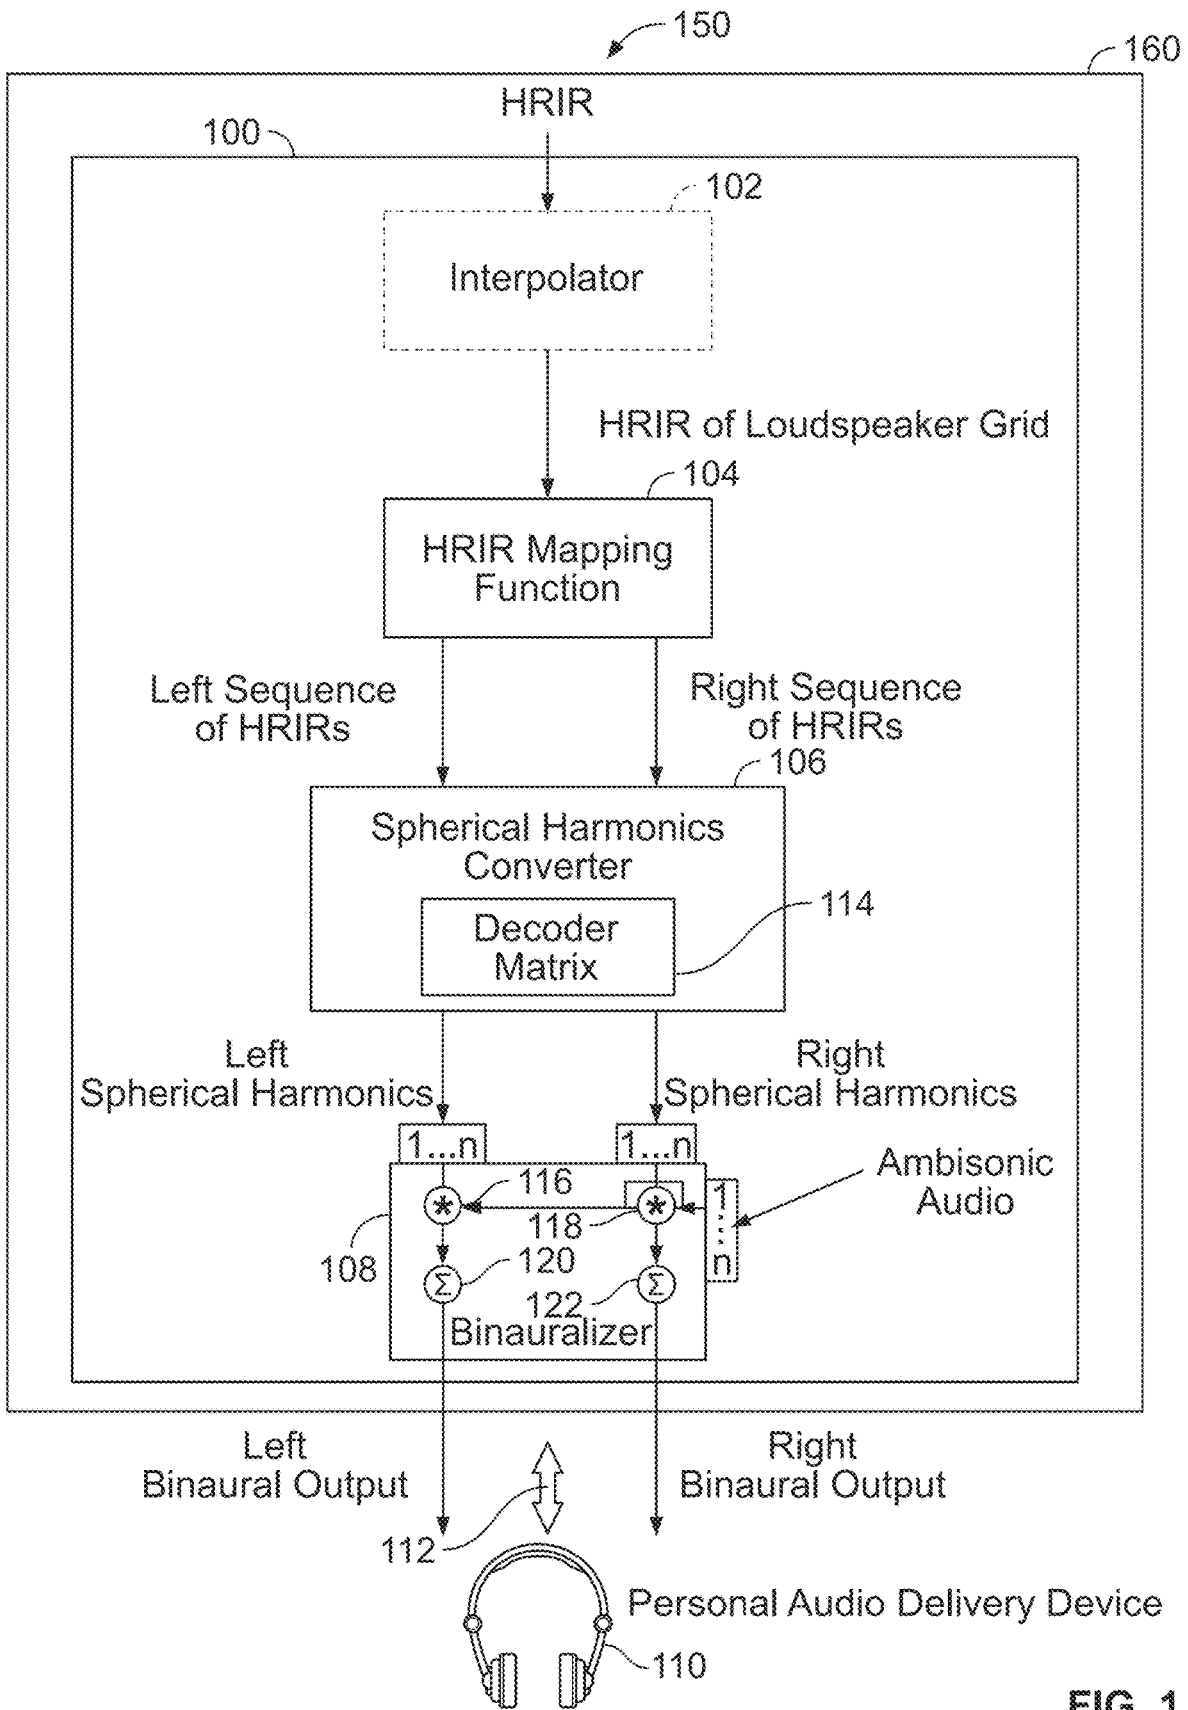 150
160
HRIR
100
102
Interpolator
HRIR of Loudspeaker Grid
104
HRIR Mapping
Function
Left Sequence
of HRIRs
Right Sequence
of HRIRs
106
Spherical Harmonics
Converter
114
Decoder
Matrix
Left
Spherical Harmonics
Right
Spherical Harmonics
1...n
1...n
Ambisonic
Audio
1...n
*
116
*
118
108
Σ
120
Σ
122
Binauralizer
Left
Binaural Output
Right
Binaural Output
112
Personal Audio Delivery Device
110
FIG. 1